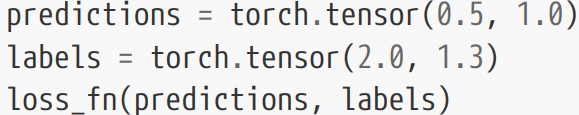 predictions = torch.tensor(0.5, 1.0)
labels = torch.tensor(2.0, 1.3)
loss_fn(predictions, labels)